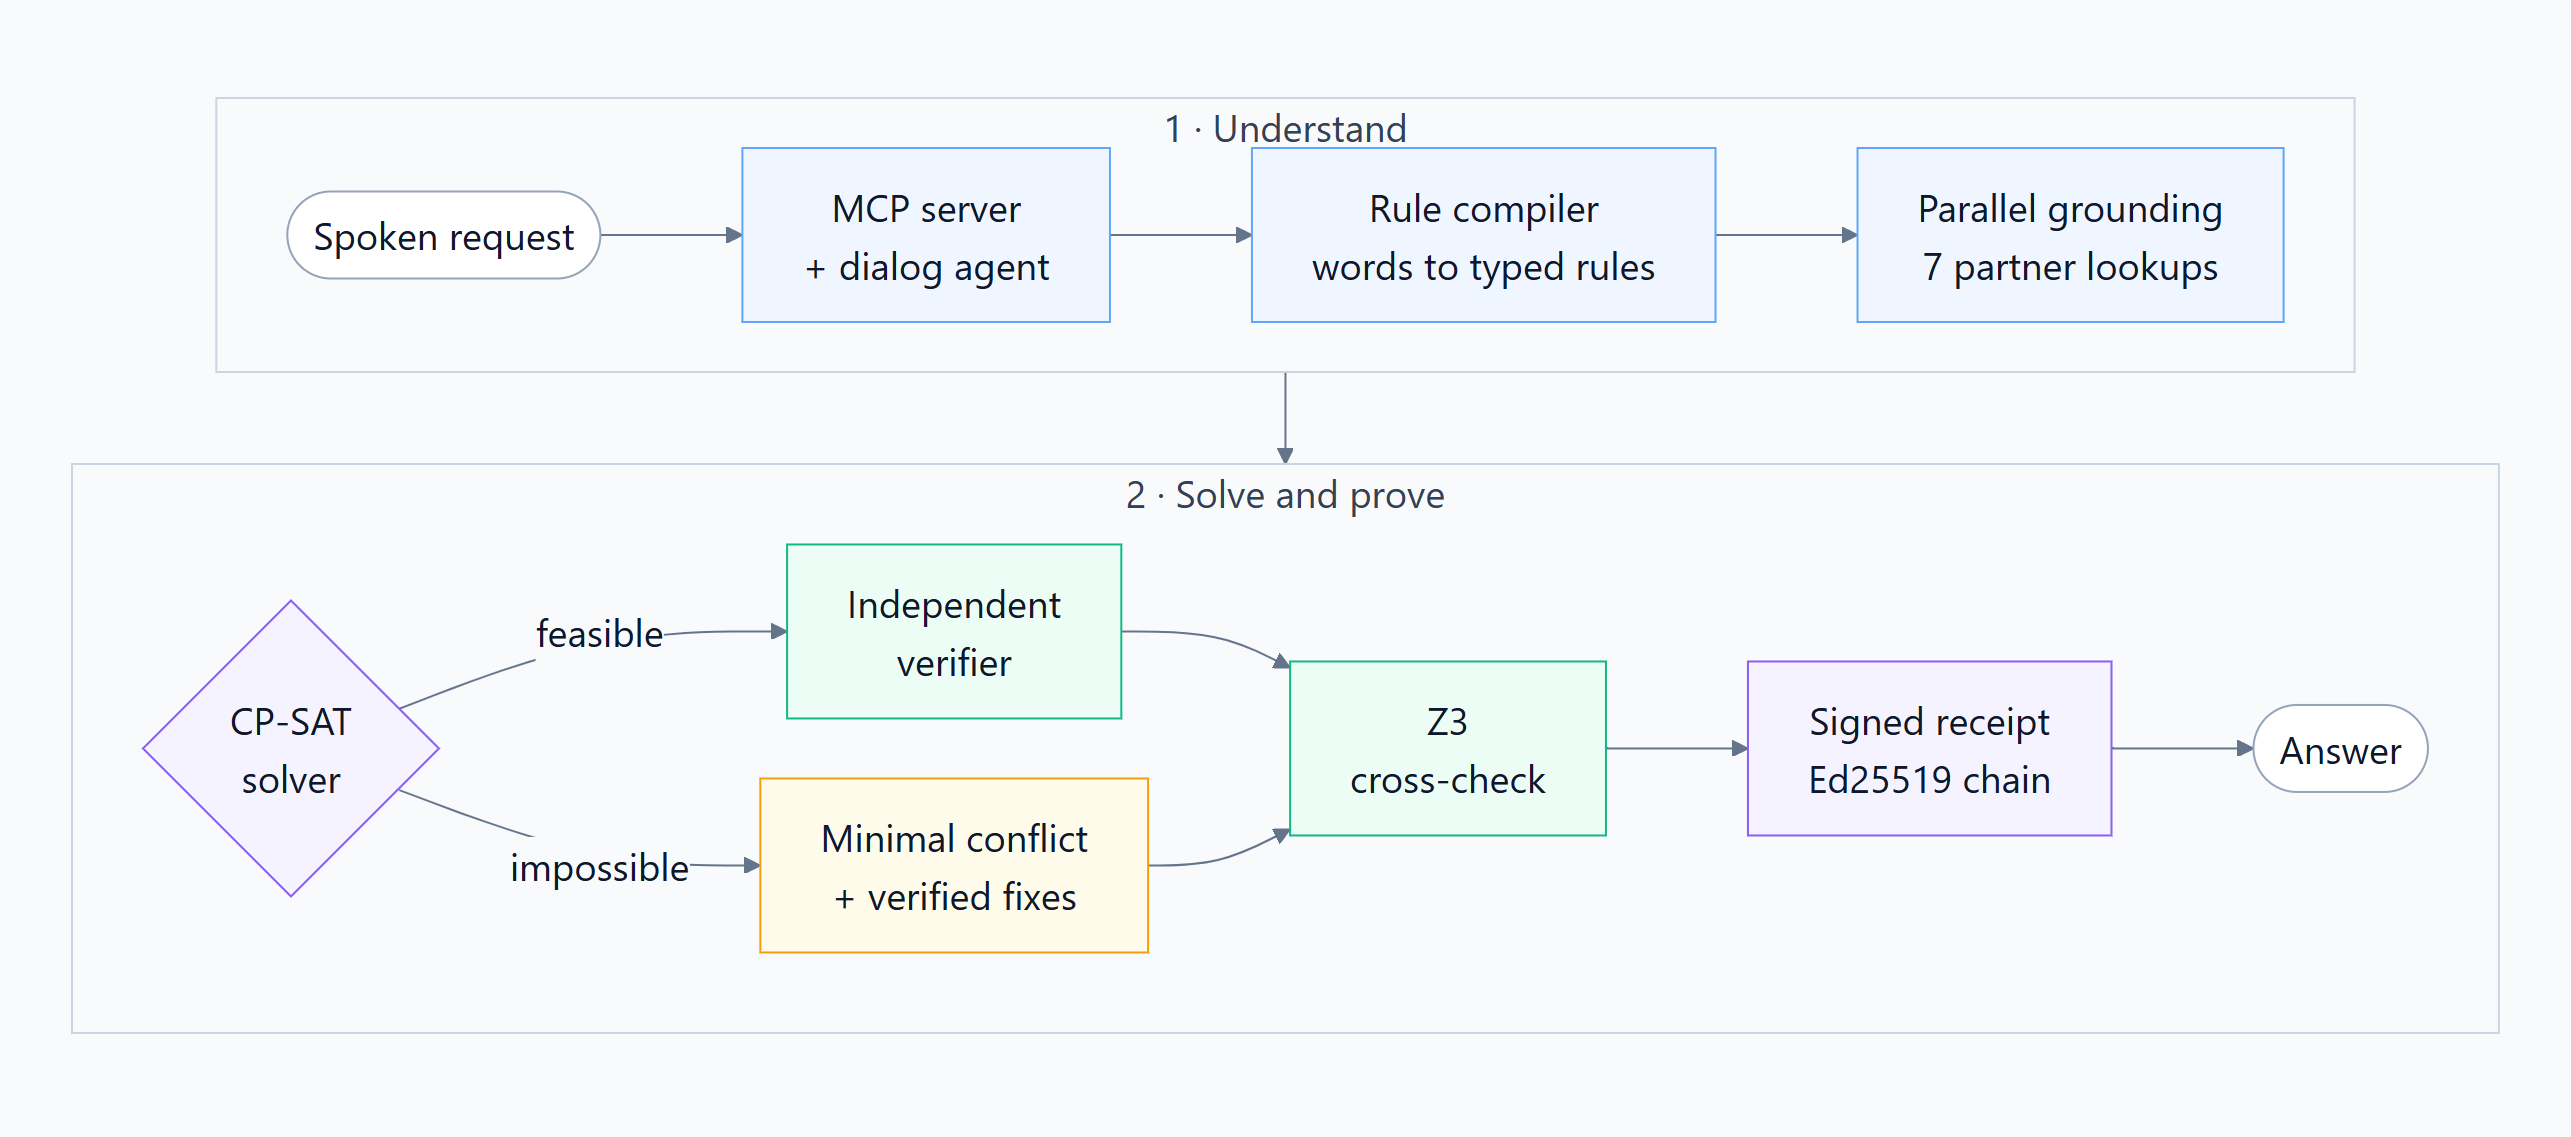 1 · Understand
Spoken request
MCP server
+ dialog agent
Rule compiler
words to typed rules
Parallel grounding
7 partner lookups
2 · Solve and prove
CP-SAT
solver
feasible
impossible
Independent
verifier
Minimal conflict
+ verified fixes
Z3
cross-check
Signed receipt
Ed25519 chain
Answer